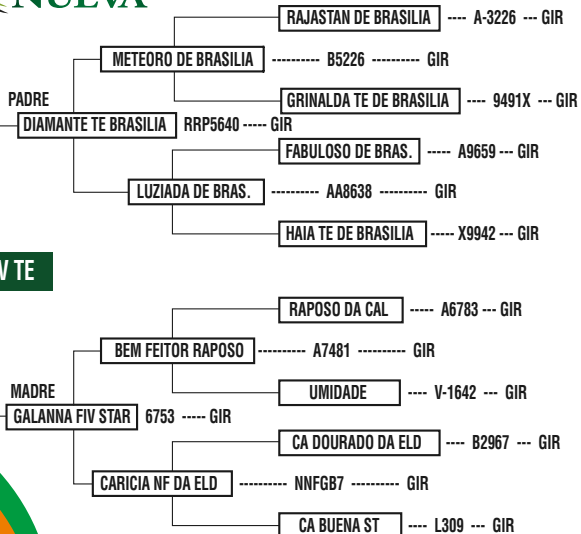 NUEVA
RAJASTAN DE BRASILIA ---- A-3226 --- GIR
METEORO DE BRASILIA ---------- B5226 ---------- GIR
GRINALDA TE DE BRASILIA ---- 9491X --- GIR
PADRE
DIAMANTE TE BRASILIA RRP5640 ----- GIR
FABULOSO DE BRAS. ----- A9659 --- GIR
LUZIADA DE BRAS. ---------- AA8638 ---------- GIR
HAIA TE DE BRASILIA ----- X9942 --- GIR
V TE
RAPOSO DA CAL ----- A6783 --- GIR
BEM FEITOR RAPOSO ---------- A7481 ---------- GIR
UMIDADE ---- V-1642 --- GIR
MADRE
GALANNA FIV STAR 6753 ----- GIR
CA DOURADO DA ELD ---- B2967 --- GIR
CARICIA NF DA ELD ---------- NNFGB7 ---------- GIR
CA BUENA ST ---- L309 --- GIR